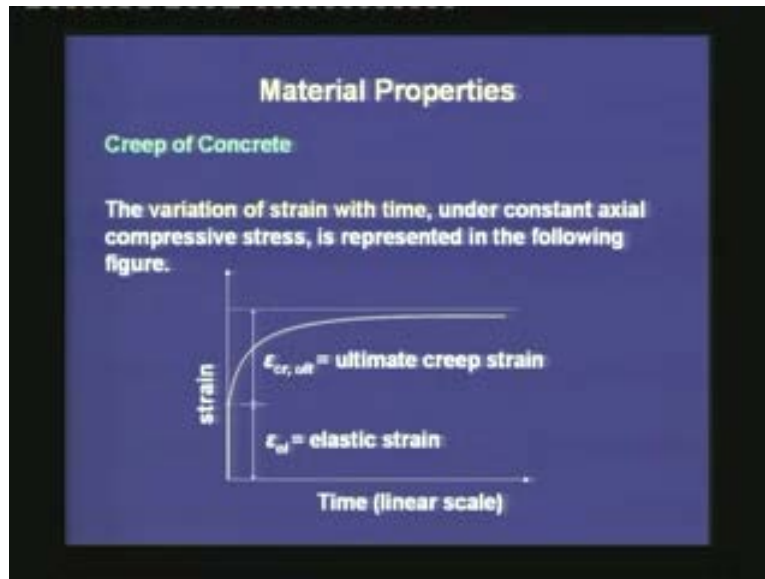 Material Properties
Creep of Concrete
The variation of strain with time, under constant axial
compressive stress, is represented in the following
figure.
strain
εcr, ult = ultimate creep strain
εel = elastic strain
Time (linear scale)